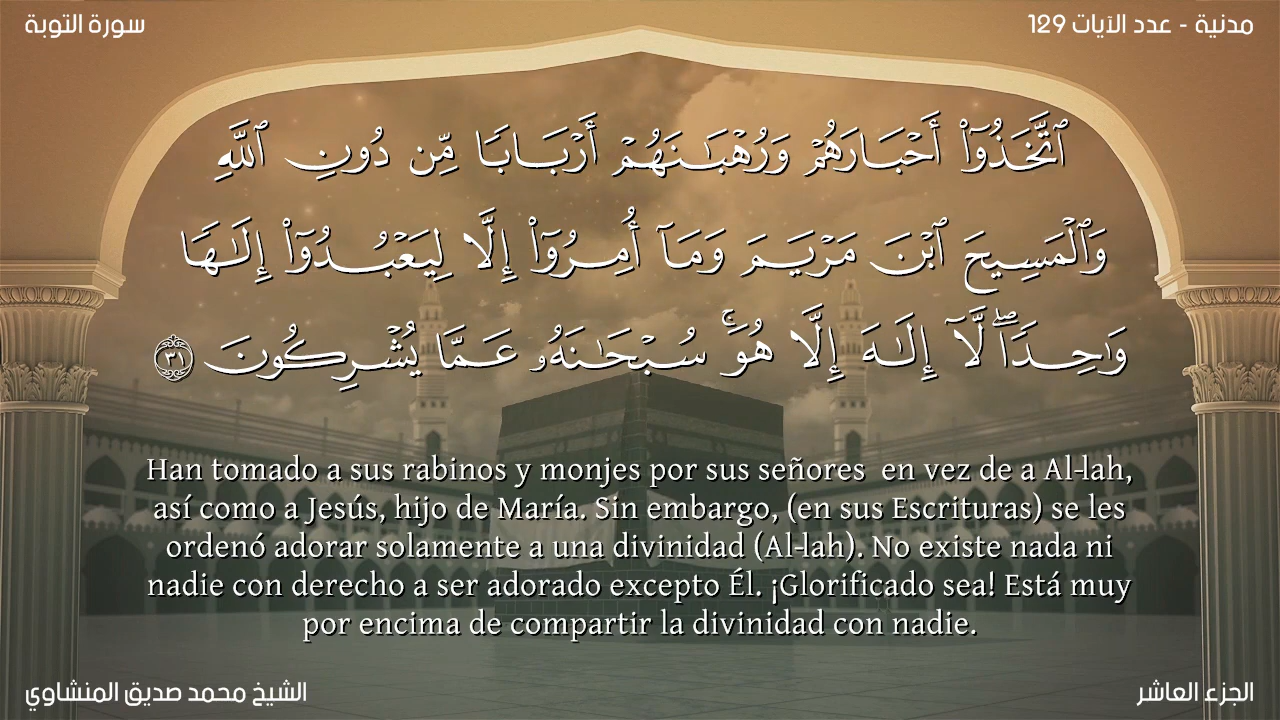 سورة التوبة
مدنية - عدد الآيات 129
ٱتَّخَذُوٓا۟ أَحْبَارَهُمْ وَرُهْبَـٰنَهُمْ أَرْبَابًا مِّن دُونِ ٱللَّهِ
وَٱلْمَسِيحَ ٱبْنَ مَرْيَمَ وَمَآ أُمِرُوٓا۟ إِلَّا لِيَعْبُدُوٓا۟ إِلَـٰهًا
وَٰحِدًا ۖ لَّآ إِلَـٰهَ إِلَّا هُوَ ۚ سُبْحَـٰنَهُۥ عَمَّا يُشْرِكُونَ ٣١
Han tomado a sus rabinos y monjes por sus señores en vez de a Al-lah,
así como a Jesús, hijo de María. Sin embargo, (en sus Escrituras) se les
ordenó adorar solamente a una divinidad (Al-lah). No existe nada ni
nadie con derecho a ser adorado excepto Él. ¡Glorificado sea! Está muy
por encima de compartir la divinidad con nadie.
الشيخ محمد صديق المنشاوي
الجزء العاشر